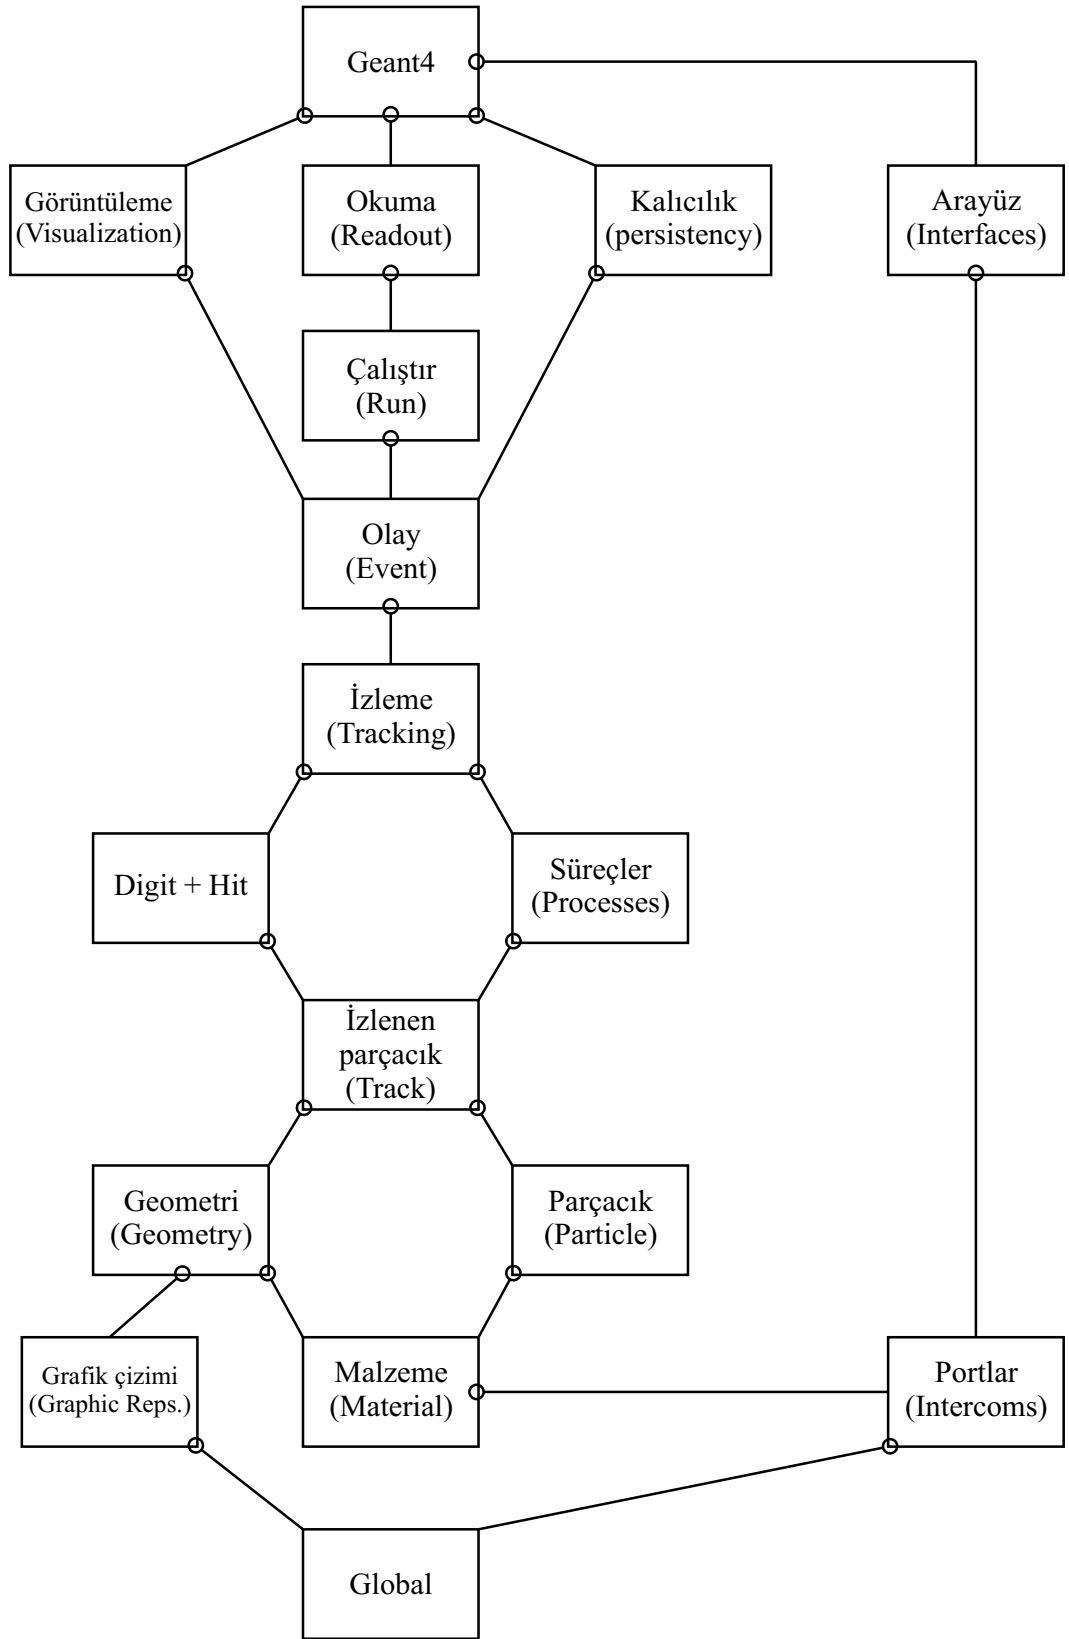 Geant4
Görüntüleme
(Visualization)
Okuma
(Readout)
Kalıcılık
(persistency)
Arayüz
(Interfaces)
Çalıştır
(Run)
Olay
(Event)
İzleme
(Tracking)
Digit + Hit
Süreçler
(Processes)
İzlenen
parçacık
(Track)
Geometri
(Geometry)
Parçacık
(Particle)
Grafik çizimi
(Graphic Reps.)
Malzeme
(Material)
Portlar
(Intercoms)
Global